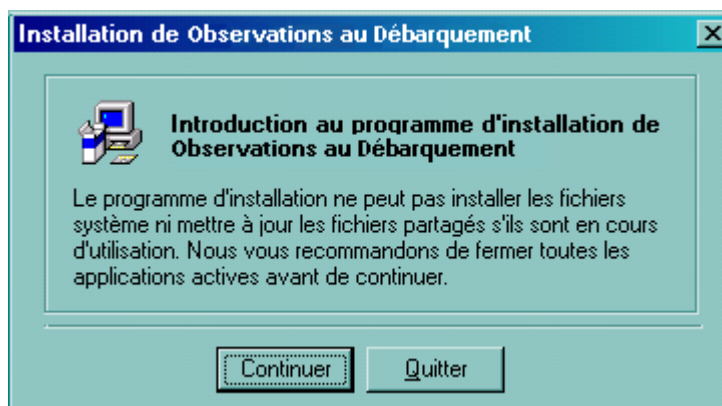 Installation de Observations au Débarquement
Introduction au programme d'installation de
Observations au Débarquement
Le programme d'installation ne peut pas installer les fichiers
système ni mettre à jour les fichiers partagés s'ils sont en cours
d'utilisation. Nous vous recommandons de fermer toutes les
applications actives avant de continuer.
Continuer
Quitter